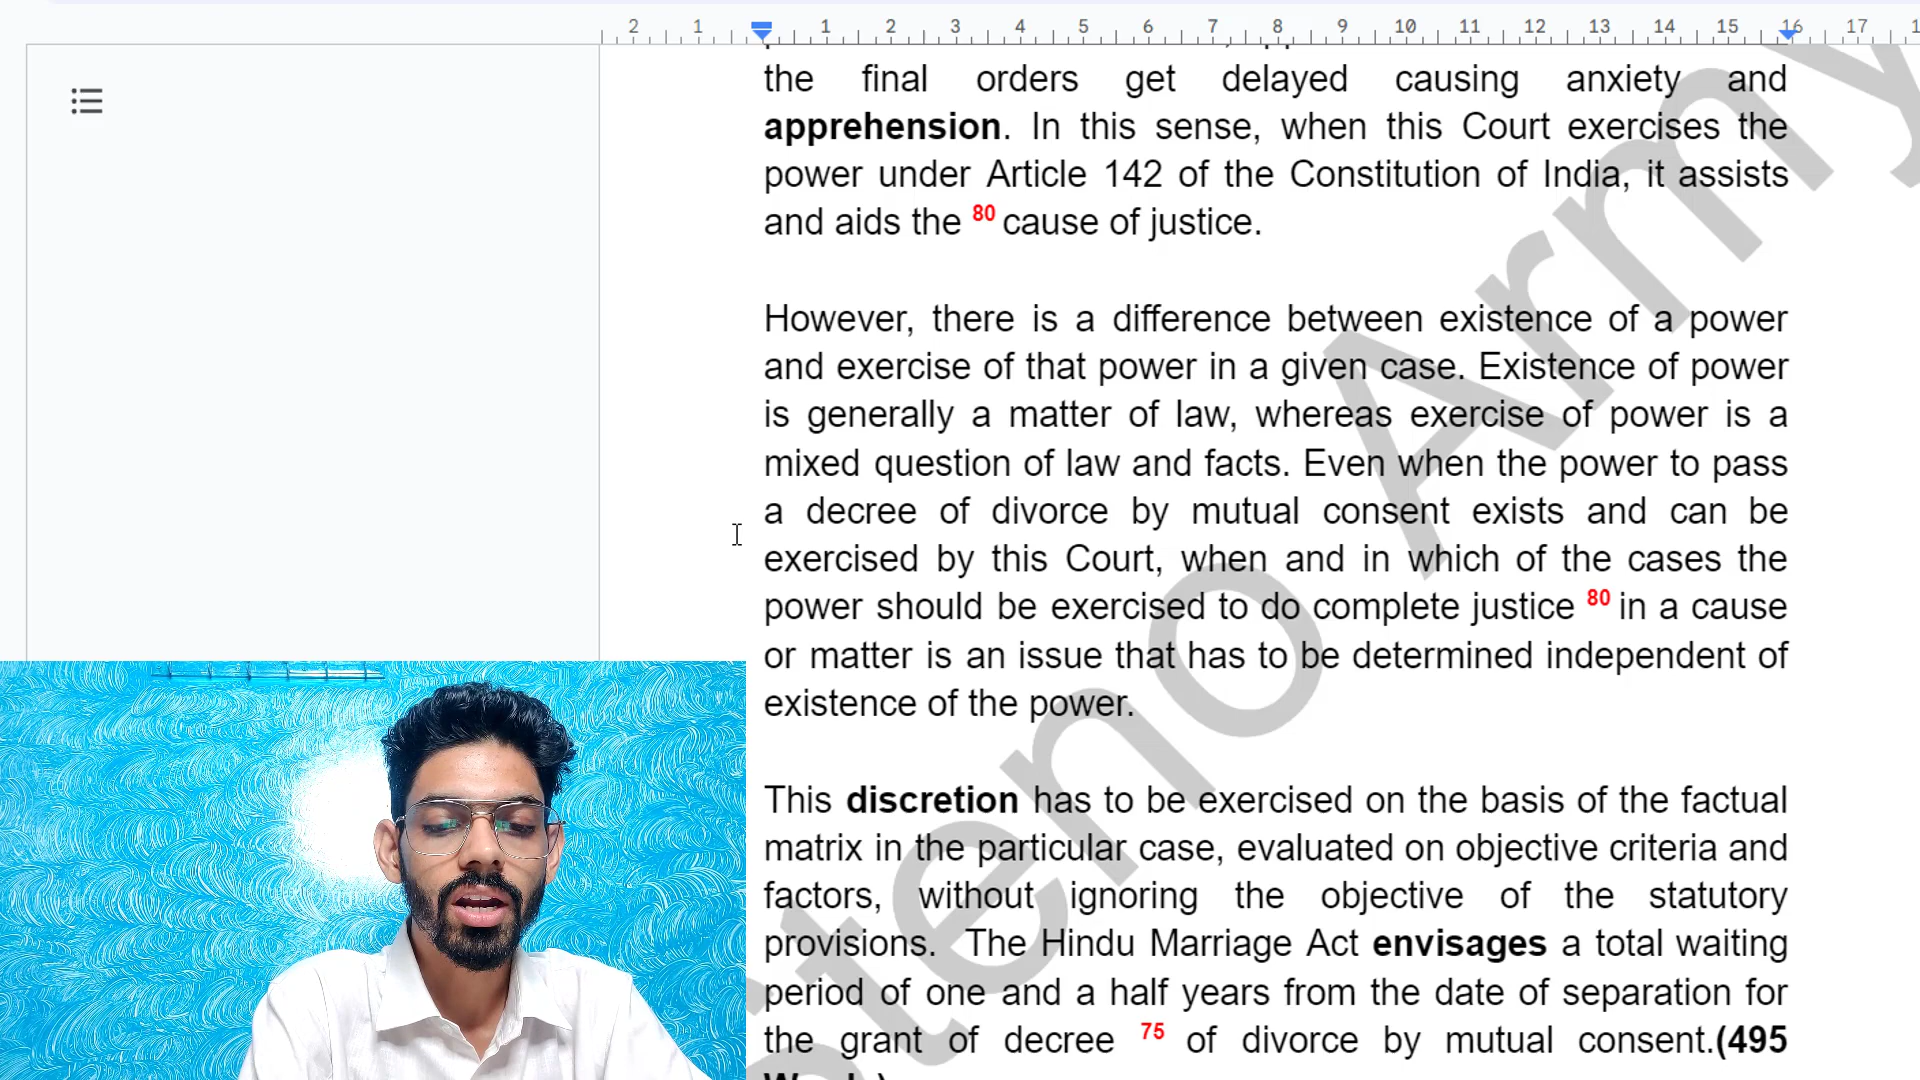 2 1 1 2 3 4 5 6 7 8 9 10 11 12 13 14 15 16 17
the final orders get delayed causing anxiety and
apprehension. In this sense, when this Court exercises the
power under Article 142 of the Constitution of India, it assists
and aids the 80 cause of justice.
However, there is a difference between existence of a power
and exercise of that power in a given case. Existence of power
is generally a matter of law, whereas exercise of power is a
mixed question of law and facts. Even when the power to pass
a decree of divorce by mutual consent exists and can be
exercised by this Court, when and in which of the cases the
power should be exercised to do complete justice 80 in a cause
or matter is an issue that has to be determined independent of
existence of the power.
This discretion has to be exercised on the basis of the factual
matrix in the particular case, evaluated on objective criteria and
factors, without ignoring the objective of the statutory
provisions. The Hindu Marriage Act envisages a total waiting
period of one and a half years from the date of separation for
the grant of decree 75 of divorce by mutual consent.(495
Steno Army